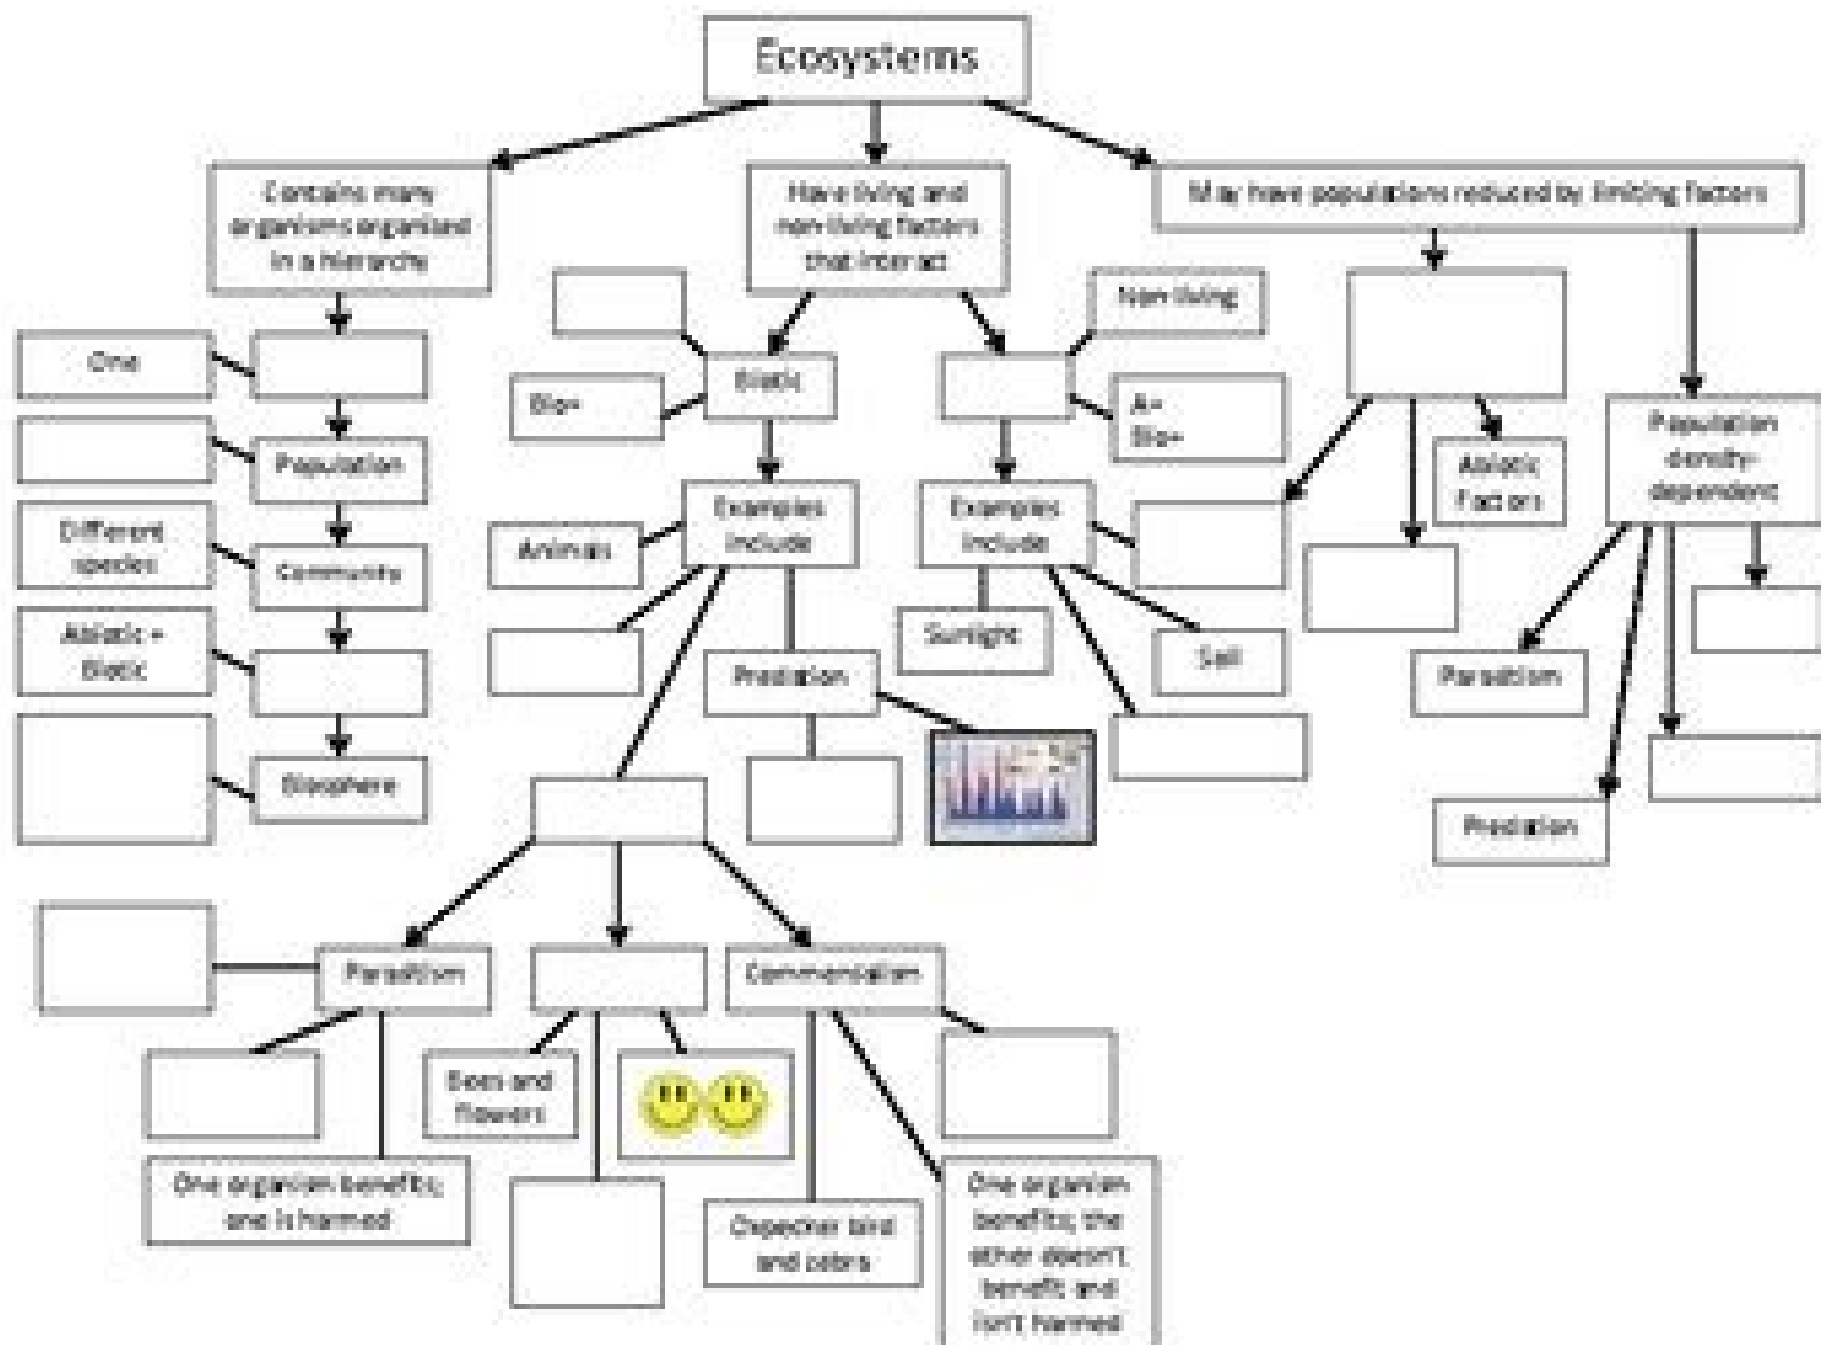 Ecosystems
Contains many
organisms organized
in a hierarchy
Have living and
non-living factors
that interact
May have populations reduced by limiting factors
Non-living
One
Biotic
Bio=
A=
Bio=
Population
Population
density-
dependent
Abiotic
Factors
Different
species
Community
Animals
Examples
include
Examples
include
Abiotic +
Biotic
Sunlight
Soil
Predation
Parasitism
Biosphere
Predation
Parasitism
Commensalism
Bees and
flowers
One organism benefits;
one is harmed
Oxpecker bird
and zebra
One organism
benefits; the
other doesn't
benefit and
isn't harmed